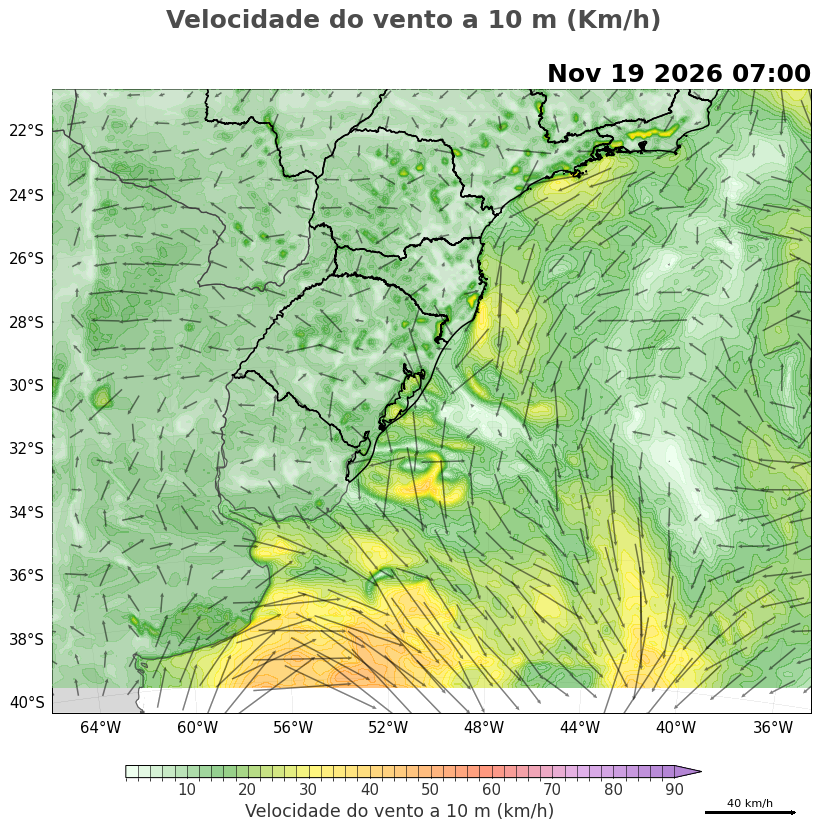 Velocidade do vento a 10 m (Km/h)
Nov 19 2026 07:00
22°S
24°S
26°S
28°S
30°S
32°S
34°S
36°S
38°S
40°S
64°W 60°W 56°W 52°W 48°W 44°W 40°W 36°W
10 20 30 40 50 60 70 80 90
Velocidade do vento a 10 m (km/h)
40 km/h